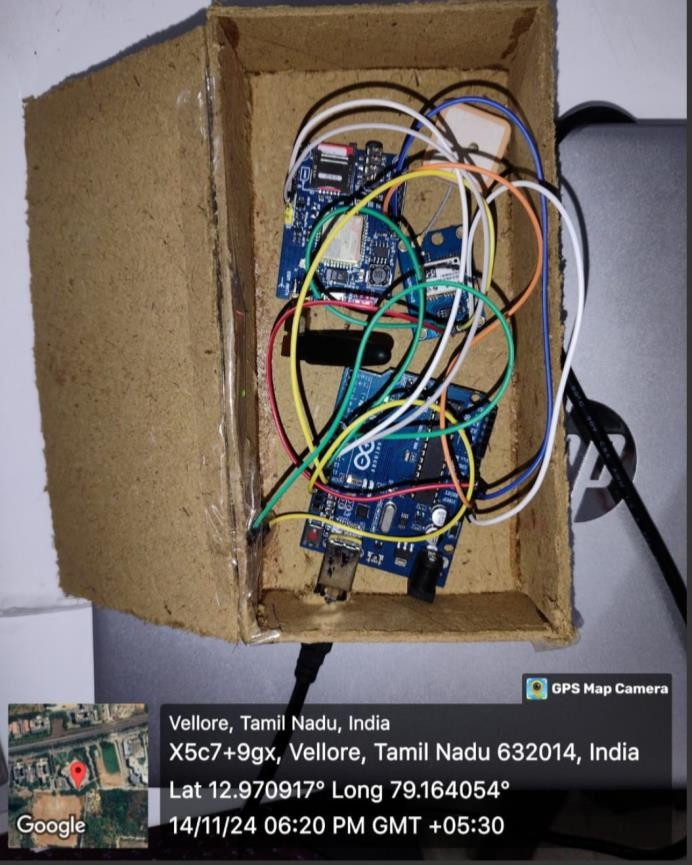 hp
GPS Map Camera
Vellore, Tamil Nadu, India
X5c7+9gx, Vellore, Tamil Nadu 632014, India
Lat 12.970917° Long 79.164054°
14/11/24 06:20 PM GMT +05:30
Google